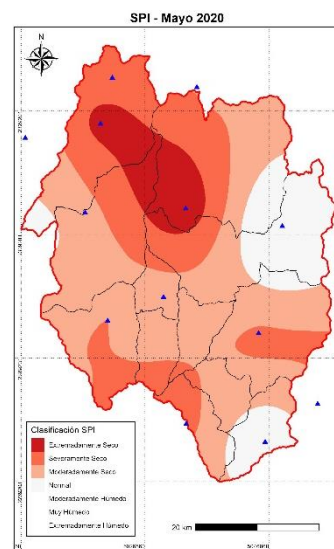 SPI - Mayo 2020
N
Clasificación SPI
Extremadamente Seco
Severamente Seco
Moderadamente Seco
Normal
Moderadamente Húmedo
Muy Húmedo
Extremadamente Húmedo
20 km